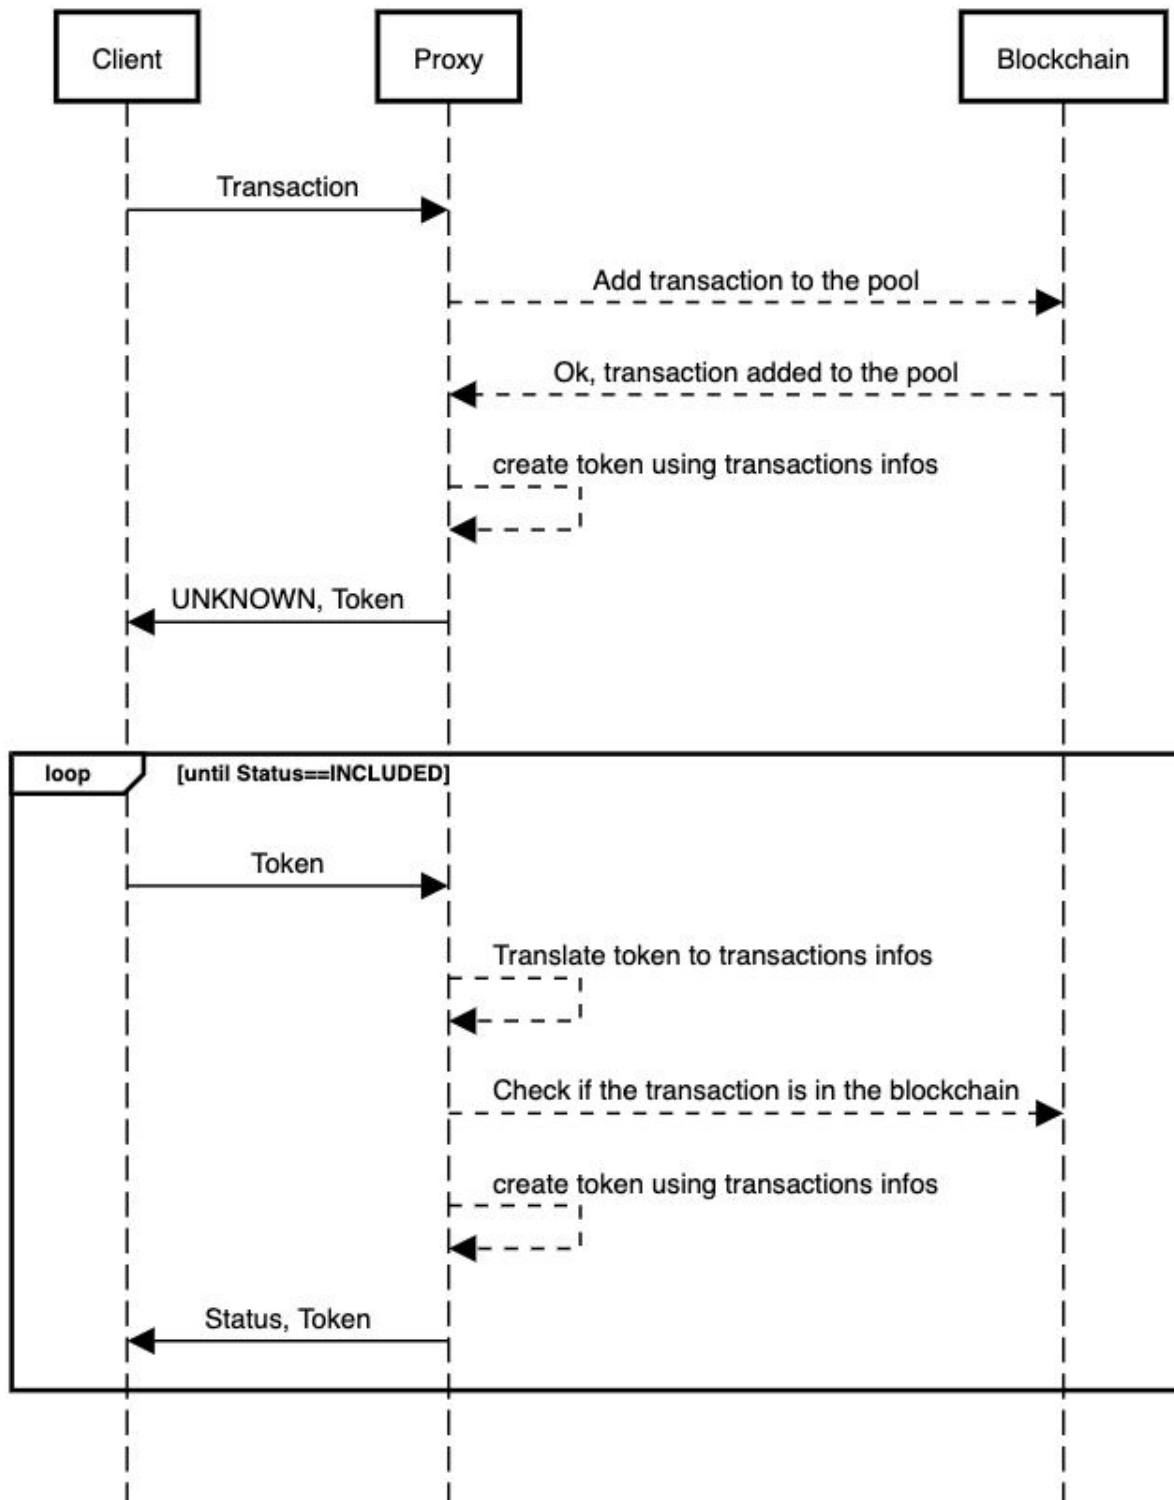 Client
Proxy
Blockchain
Transaction
Add transaction to the pool
Ok, transaction added to the pool
create token using transactions infos
UNKNOWN, Token
loop
[until Status==INCLUDED]
Token
Translate token to transactions infos
Check if the transaction is in the blockchain
create token using transactions infos
Status, Token